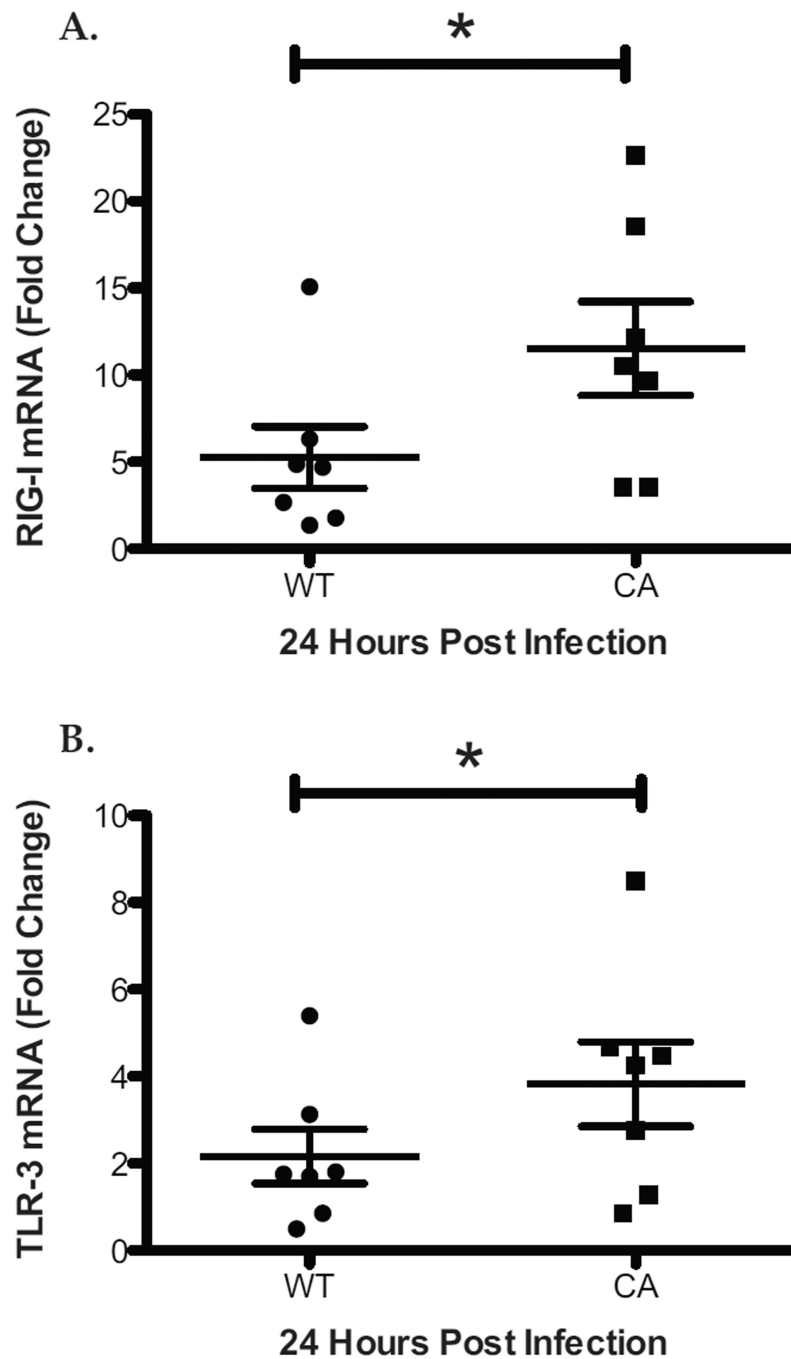 A.
*
RIG-I mRNA (Fold Change)
25
20
15
10
5
0
WT
CA
24 Hours Post Infection
B.
*
TLR-3 mRNA (Fold Change)
10
8
6
4
2
0
WT
CA
24 Hours Post Infection